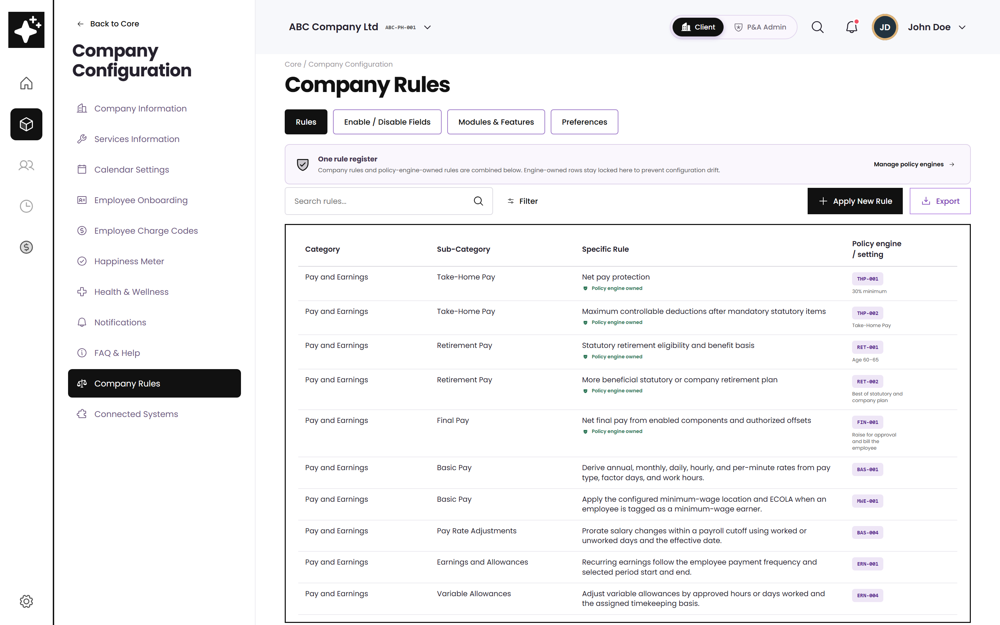 Back to Core
Company
Configuration
Company Information
Services Information
Calendar Settings
Employee Onboarding
Employee Charge Codes
Happiness Meter
Health & Wellness
Notifications
FAQ & Help
Company Rules
Connected Systems
ABC Company Ltd ABC-PH-001
Client
P&A Admin
JD
John Doe
Core / Company Configuration
Company Rules
Rules
Enable / Disable Fields
Modules & Features
Preferences
One rule register
Company rules and policy-engine-owned rules are combined below. Engine-owned rows stay locked here to prevent configuration drift.
Manage policy engines
Search rules...
Filter
Apply New Rule
Export
Category
Sub-Category
Specific Rule
Policy engine
/ setting
Pay and Earnings
Take-Home Pay
Net pay protection
Policy engine owned
THP-001
30% minimum
Pay and Earnings
Take-Home Pay
Maximum controllable deductions after mandatory statutory items
Policy engine owned
THP-002
Take-Home Pay
Pay and Earnings
Retirement Pay
Statutory retirement eligibility and benefit basis
Policy engine owned
RET-001
Age 60–65
Pay and Earnings
Retirement Pay
More beneficial statutory or company retirement plan
Policy engine owned
RET-002
Best of statutory and
company plan
Pay and Earnings
Final Pay
Net final pay from enabled components and authorized offsets
Policy engine owned
FIN-001
Raise for approval
and bill the
employee
Pay and Earnings
Basic Pay
Derive annual, monthly, daily, hourly, and per-minute rates from pay
type, factor days, and work hours.
BAS-001
Pay and Earnings
Basic Pay
Apply the configured minimum-wage location and ECOLA when an
employee is tagged as a minimum-wage earner.
MWE-001
Pay and Earnings
Pay Rate Adjustments
Prorate salary changes within a payroll cutoff using worked or
unworked days and the effective date.
BAS-004
Pay and Earnings
Earnings and Allowances
Recurring earnings follow the employee payment frequency and
selected period start and end.
ERN-001
Pay and Earnings
Variable Allowances
Adjust variable allowances by approved hours or days worked and
the assigned timekeeping basis.
ERN-004